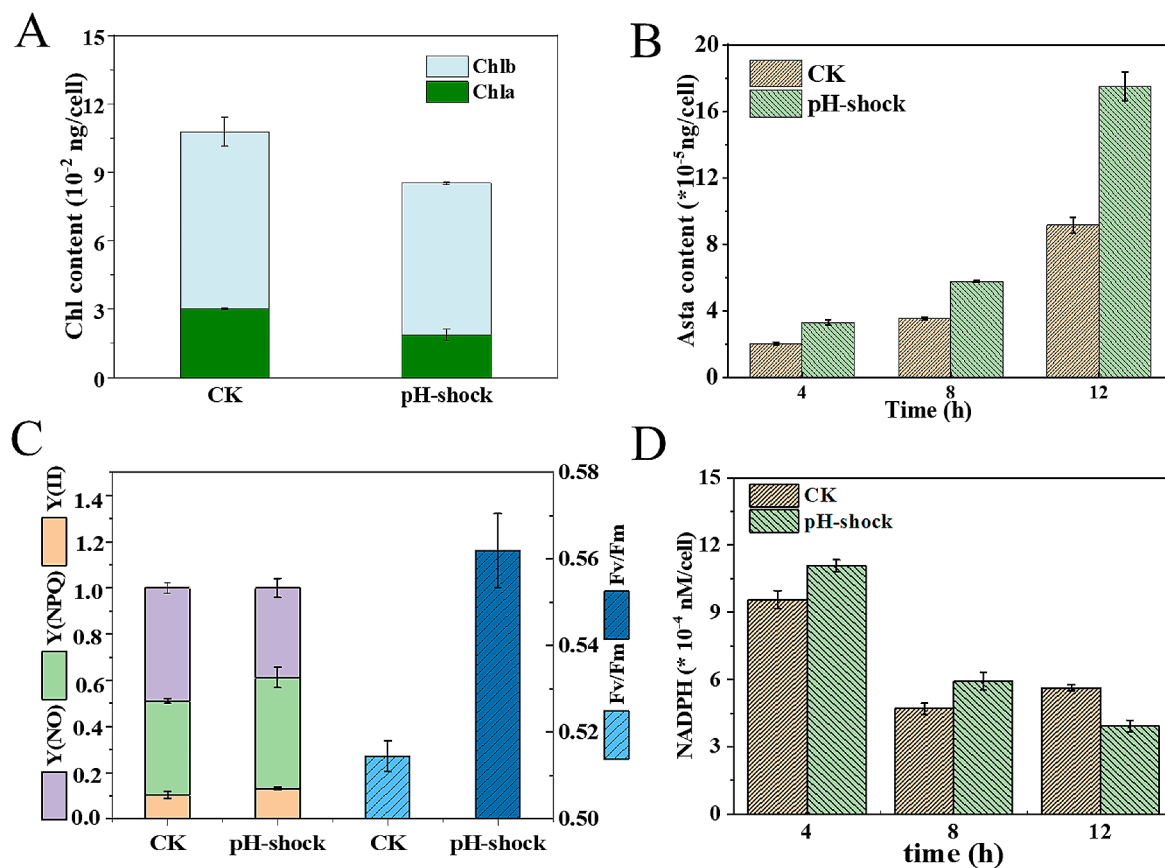 A
15
12
9
6
3
0
Chl content (10⁻² ng/cell)
Chlb
Chla
CK
pH-shock
B
20
16
12
8
4
0
Asta content (*10⁻⁵ng/cell)
CK
pH-shock
4
8
12
Time (h)
C
Y(II)
Y(NPQ)
Y(NO)
1.4
1.2
1.0
0.8
0.6
0.4
0.2
0.0
CK
pH-shock
CK
pH-shock
0.58
0.56
0.54
0.52
0.50
Fv/Fm
Fv/Fm
D
15
12
9
6
3
0
NADPH (* 10⁻⁴ nM/cell)
CK
pH-shock
4
8
12
time (h)